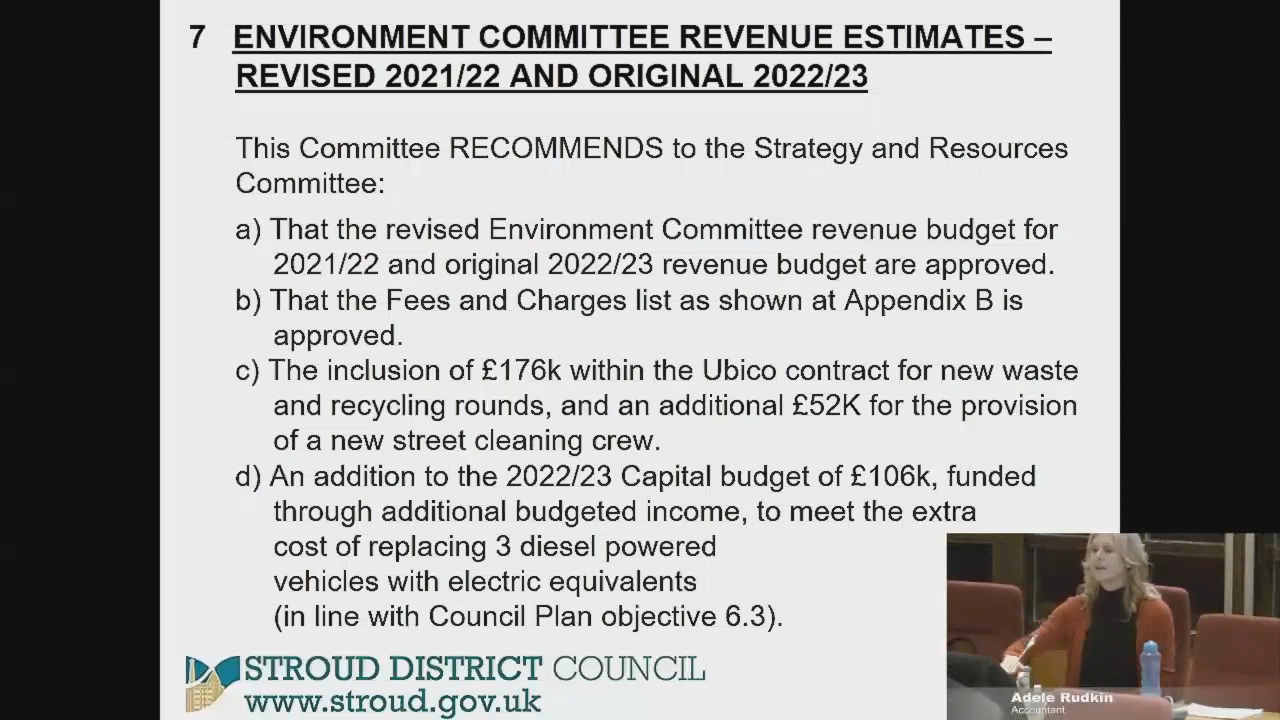 7 ENVIRONMENT COMMITTEE REVENUE ESTIMATES –
REVISED 2021/22 AND ORIGINAL 2022/23
This Committee RECOMMENDS to the Strategy and Resources
Committee:
a) That the revised Environment Committee revenue budget for
2021/22 and original 2022/23 revenue budget are approved.
b) That the Fees and Charges list as shown at Appendix B is
approved.
c) The inclusion of £176k within the Ubico contract for new waste
and recycling rounds, and an additional £52K for the provision
of a new street cleaning crew.
d) An addition to the 2022/23 Capital budget of £106k, funded
through additional budgeted income, to meet the extra
cost of replacing 3 diesel powered
vehicles with electric equivalents
(in line with Council Plan objective 6.3).
STROUD DISTRICT COUNCIL
www.stroud.gov.uk
Adele Rudkin
Accountant